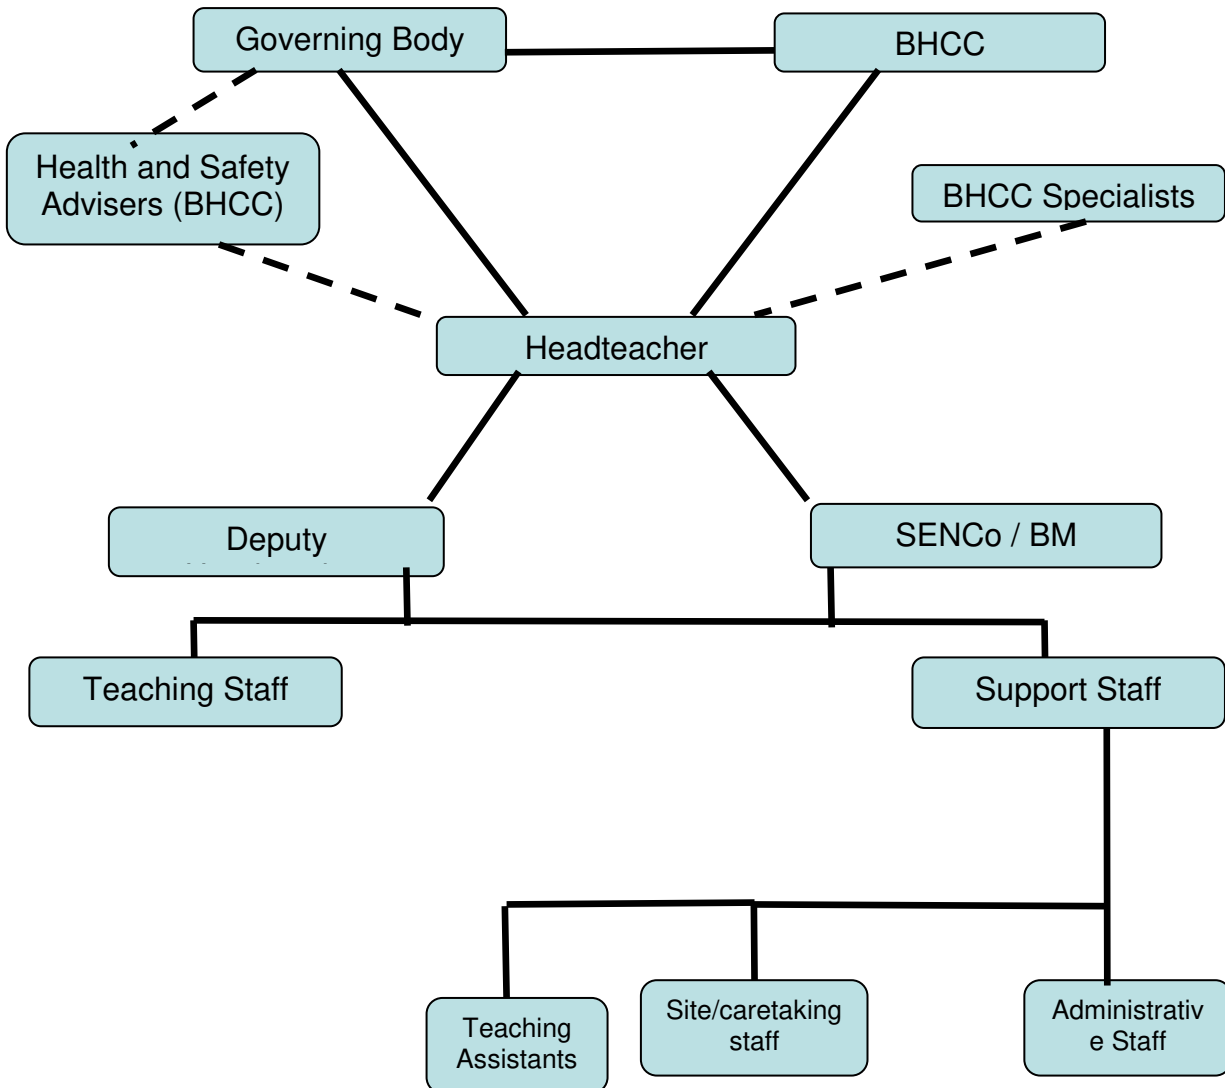 Governing Body
BHCC
Health and Safety
Advisers (BHCC)
BHCC Specialists
Headteacher
Deputy
SENCo / BM
Teaching Staff
Support Staff
Teaching
Assistants
Site/caretaking
staff
Administrativ
e Staff